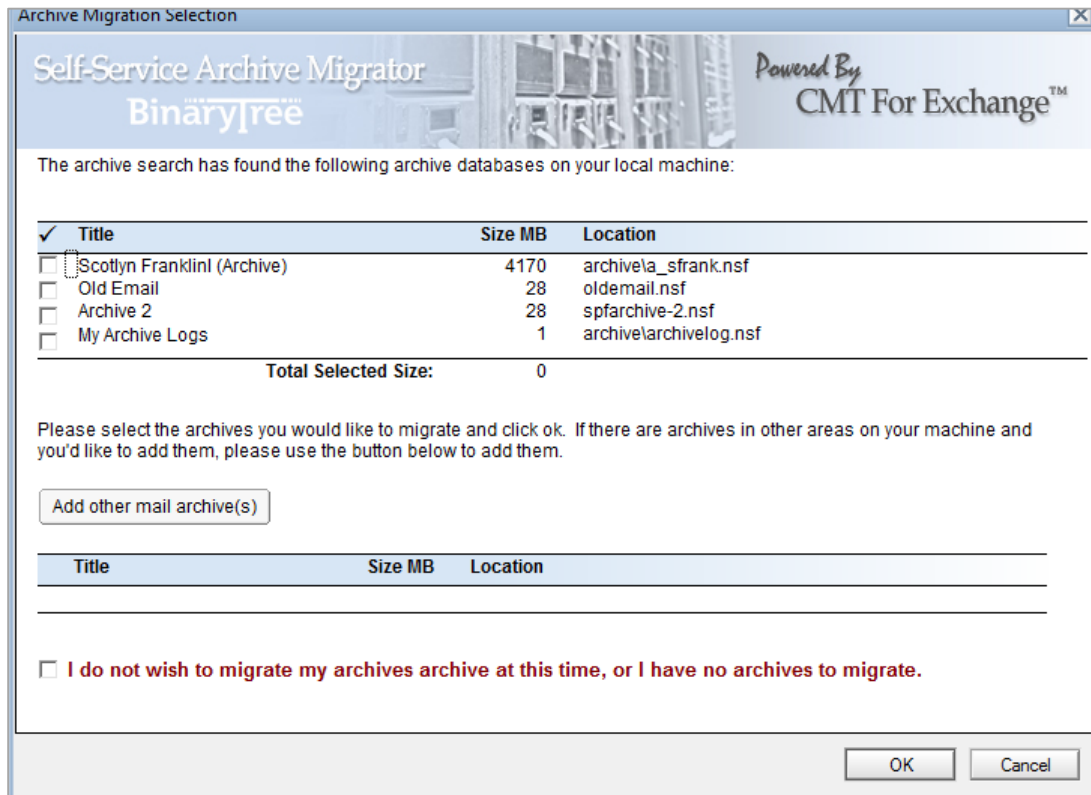 Archive Migration Selection
Self-Service Archive Migrator
BinaryTree
Powered By
CMT For Exchange™
The archive search has found the following archive databases on your local machine:
✓ Title Size MB Location
Scotlyn Franklinl (Archive) 4170 archive\a_sfrank.nsf
Old Email 28 oldemail.nsf
Archive 2 28 spfarchive-2.nsf
My Archive Logs 1 archive\archivelog.nsf
Total Selected Size: 0
Please select the archives you would like to migrate and click ok. If there are archives in other areas on your machine and
you'd like to add them, please use the button below to add them.
Add other mail archive(s)
Title Size MB Location
I do not wish to migrate my archives archive at this time, or I have no archives to migrate.
OK Cancel